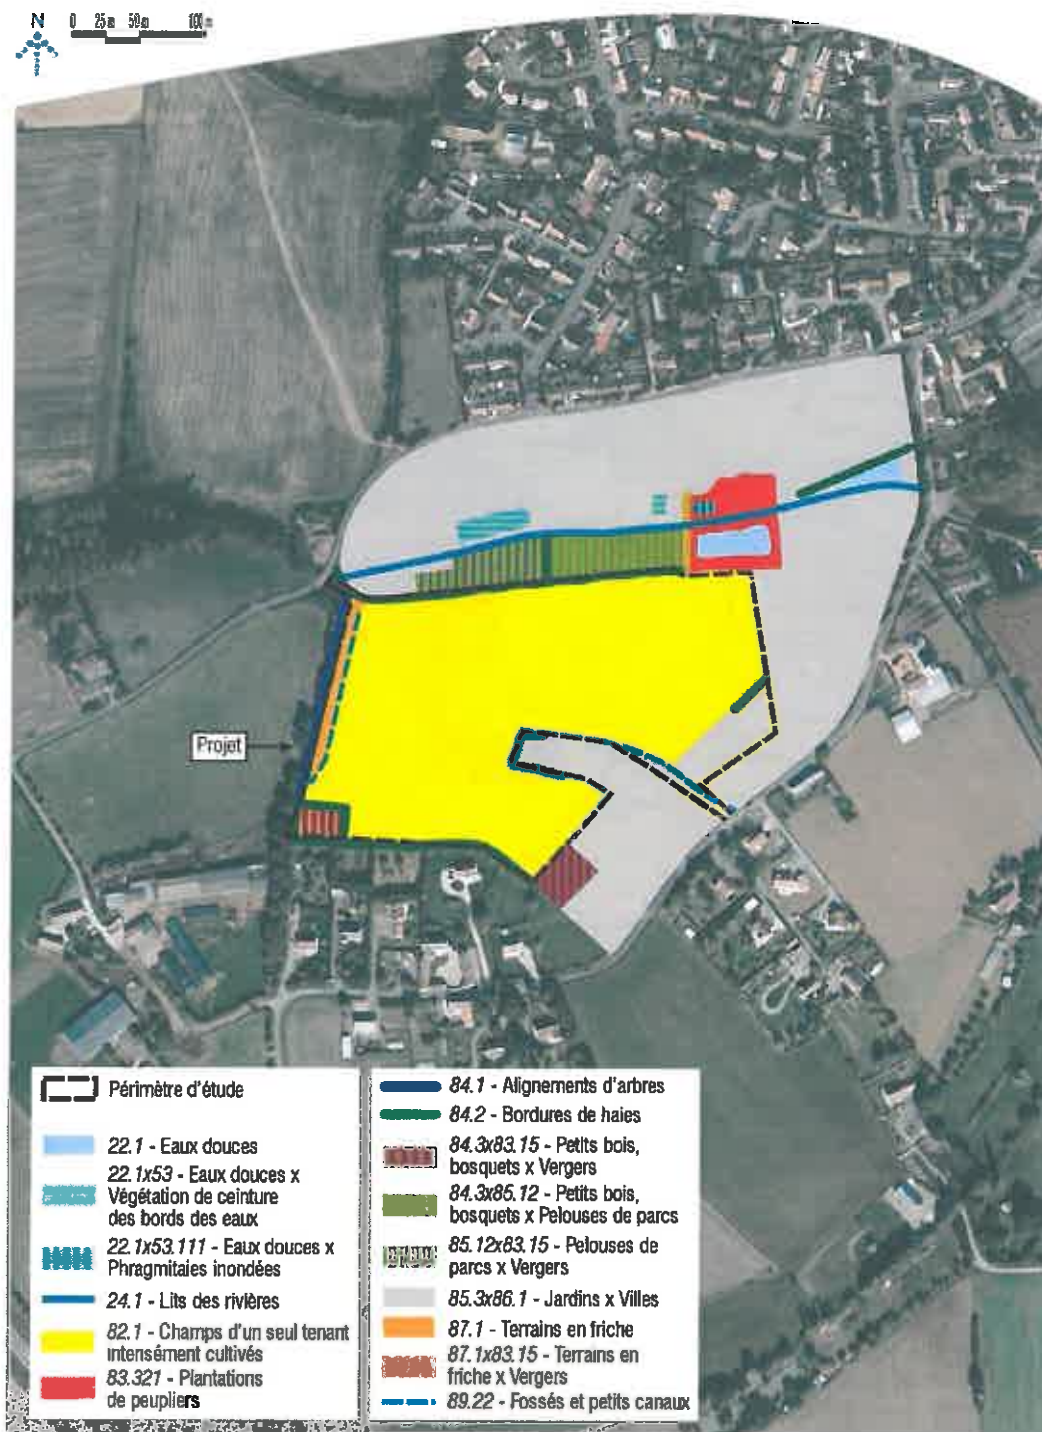 N
0 25 m 50 m 100 m
Projet
Périmètre d'étude
22.1 - Eaux douces
22.1x53 - Eaux douces x
Végétation de ceinture
des bords des eaux
22.1x53.111 - Eaux douces x
Phragmitaies inondées
24.1 - Lits des rivières
82.1 - Champs d'un seul tenant
intensément cultivés
83.321 - Plantations
de peupliers
84.1 - Alignements d'arbres
84.2 - Bordures de haies
84.3x83.15 - Petits bois,
bosquets x Vergers
84.3x85.12 - Petits bois,
bosquets x Pelouses de parcs
85.12x83.15 - Pelouses de
parcs x Vergers
85.3x86.1 - Jardins x Villes
87.1 - Terrains en friche
87.1x83.15 - Terrains en
friche x Vergers
89.22 - Fossés et petits canaux